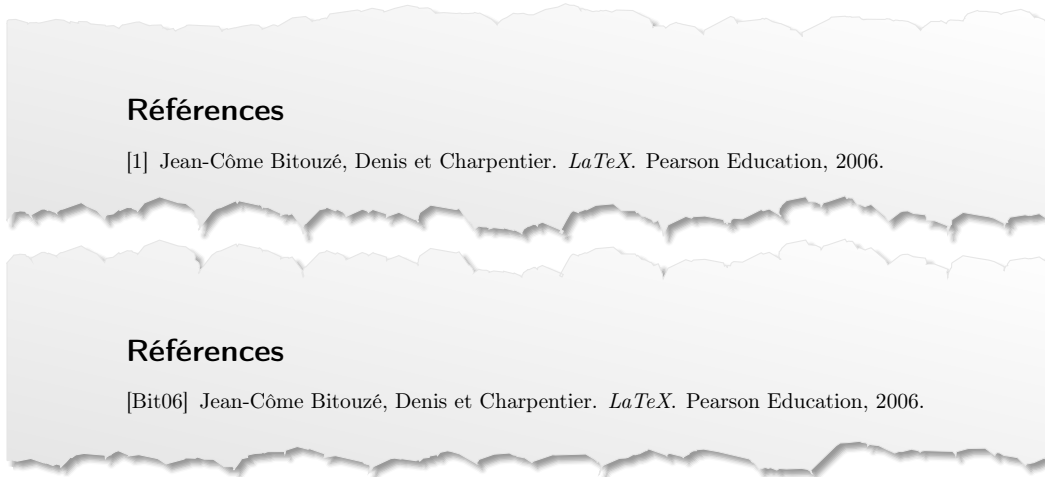 Références
[1] Jean-Côme Bitouzé, Denis et Charpentier. LaTeX. Pearson Education, 2006.
Références
[Bit06] Jean-Côme Bitouzé, Denis et Charpentier. LaTeX. Pearson Education, 2006.